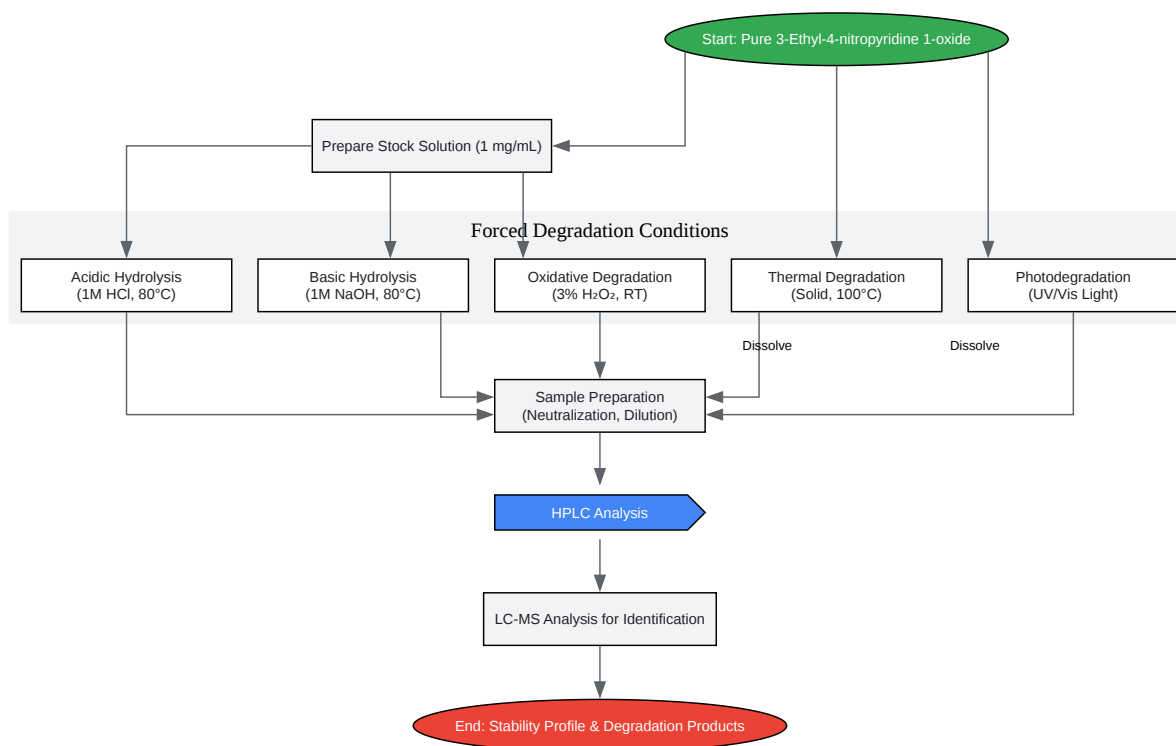 Start: Pure 3-Ethyl-4-nitropyridine 1-oxide
Prepare Stock Solution (1 mg/mL)
Forced Degradation Conditions
Acidic Hydrolysis
(1M HCl, 80°C)
Basic Hydrolysis
(1M NaOH, 80°C)
Oxidative Degradation
(3% H₂O₂, RT)
Thermal Degradation
(Solid, 100°C)
Photodegradation
(UV/Vis Light)
Dissolve
Dissolve
Sample Preparation
(Neutralization, Dilution)
HPLC Analysis
LC-MS Analysis for Identification
End: Stability Profile & Degradation Products